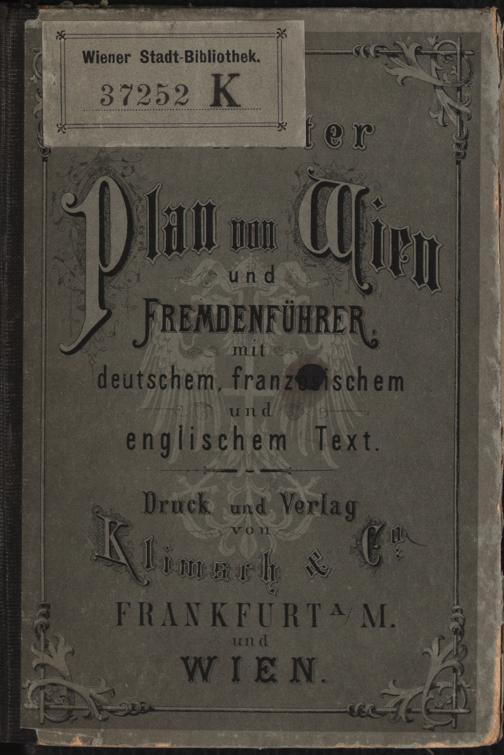 Wiener Stadt-Bibliothek.
37252 K
Plan von Wien
und
FREMDENFÜHRER,
mit
deutschem, französischem
und
englischem Text.
Druck und Verlag
von
Klimsch & Co.
FRANKFURT A/M.
und
WIEN.